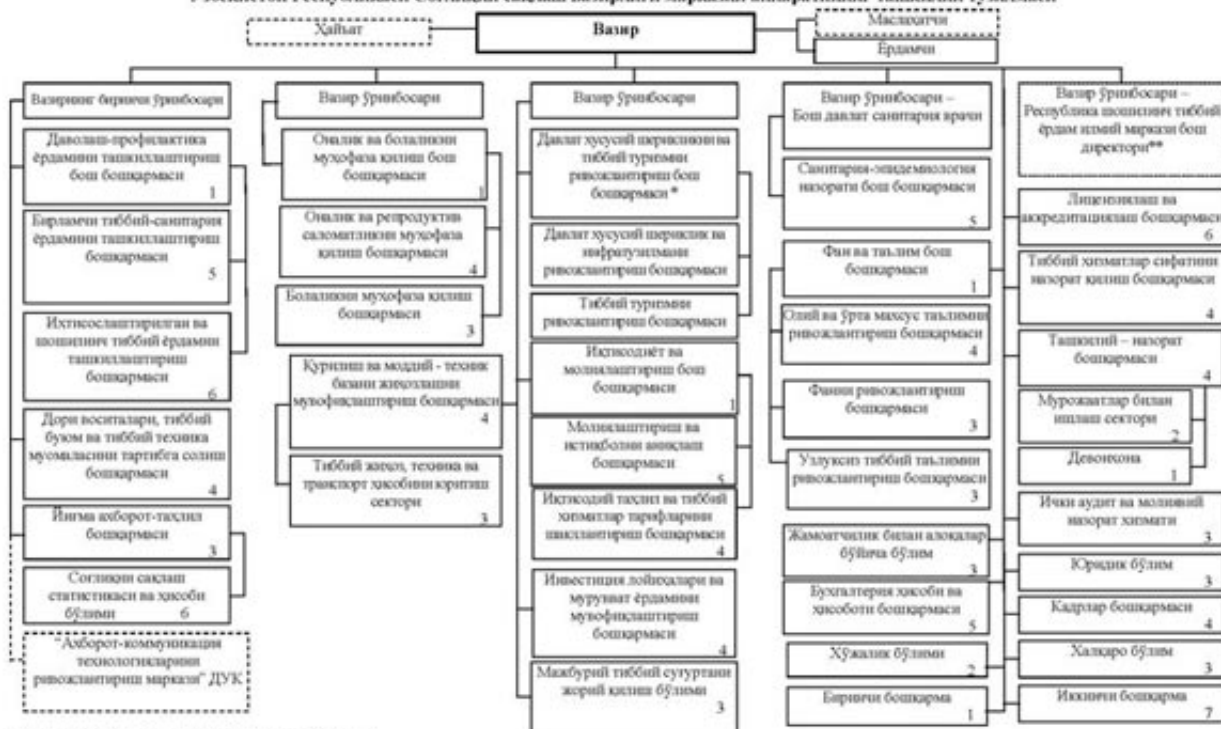 Вазир
Ҳайъат
Маслаҳатчи
Ёрдамчи
Вазирнинг биринчи ўринбосари
Даволаш-профилактика
ёрдамини ташкиллаштириш
бош бошқармаси
1
Бирламчи тиббий-санитария
ёрдамини ташкиллаштириш
бошқармаси
5
Ихтисослаштирилган ва
шошилинч тиббий ёрдамни
ташкиллаштириш
бошқармаси
6
Дори воситалари, тиббий
буюм ва тиббий техника
муомаласини тартибга солиш
бошқармаси
4
Йиғма ахборот-таҳлил
бошқармаси
3
Соғлиқни сақлаш
статистикаси ва ҳисоби
бўлими 6
"Ахборот-коммуникация
технологияларини
ривожлантириш маркази" ДУК
Вазир ўринбосари
Оналик ва болаликни
муҳофаза қилиш бош
бошқармаси
1
Оналик ва репродуктив
саломатликни муҳофаза
қилиш бошқармаси
4
Болаликни муҳофаза қилиш
бошқармаси
3
Қурилиш ва моддий - техник
базани жиҳозлашни
мувофиқлаштириш бошқармаси
4
Тиббий жиҳоз, техника ва
транспорт ҳисобини юритиш
сектори
3
Вазир ўринбосари
Давлат хусусий шерикликни ва
тиббий туризмни
ривожлантириш бош
бошқармаси *
Давлат хусусий шериклик ва
инфратузилмани
ривожлантириш бошқармаси
Тиббий туризмни
ривожлантириш бошқармаси
Иқтисодиёт ва
молиялаштириш бош
бошқармаси
1
Молиялаштириш ва
истиқболни аниқлаш
бошқармаси
5
Иқтисодий таҳлил ва тиббий
хизматлар тарифларини
шакллантириш бошқармаси
4
Инвестиция лойиҳалари ва
мурувват ёрдамини
мувофиқлаштириш
бошқармаси
4
Мажбурий тиббий суғуртани
жорий қилиш бўлими
3
Вазир ўринбосари –
Бош давлат санитария врачи
Санитария-эпидемиология
назорати бош бошқармаси
5
Фан ва таълим бош
бошқармаси
1
Олий ва ўрта махсус таълимни
ривожлантириш бошқармаси
4
Фанни ривожлантириш
бошқармаси
3
Узлуксиз тиббий таълимни
ривожлантириш бошқармаси
3
Жамоатчилик билан алоқалар
бўйича бўлим
3
Бухгалтерия ҳисоби ва
ҳисоботи бошқармаси
5
Хўжалик бўлими
2
Биринчи бошқарма
1
Вазир ўринбосари –
Республика шошилинч тиббий
ёрдам илмий маркази бош
директори**
Лицензиялаш ва
аккредитациялаш бошқармаси
6
Тиббий хизматлар сифатини
назорат қилиш бошқармаси
4
Ташкилий – назорат
бошқармаси
4
Мурожаатлар билан
ишлаш сектори
2
Девонхона
1
Ички аудит ва молиявий
назорат хизмати
3
Юридик бўлим
3
Кадрлар бошқармаси
4
Халқаро бўлим
3
Иккинчи бошқарма
7